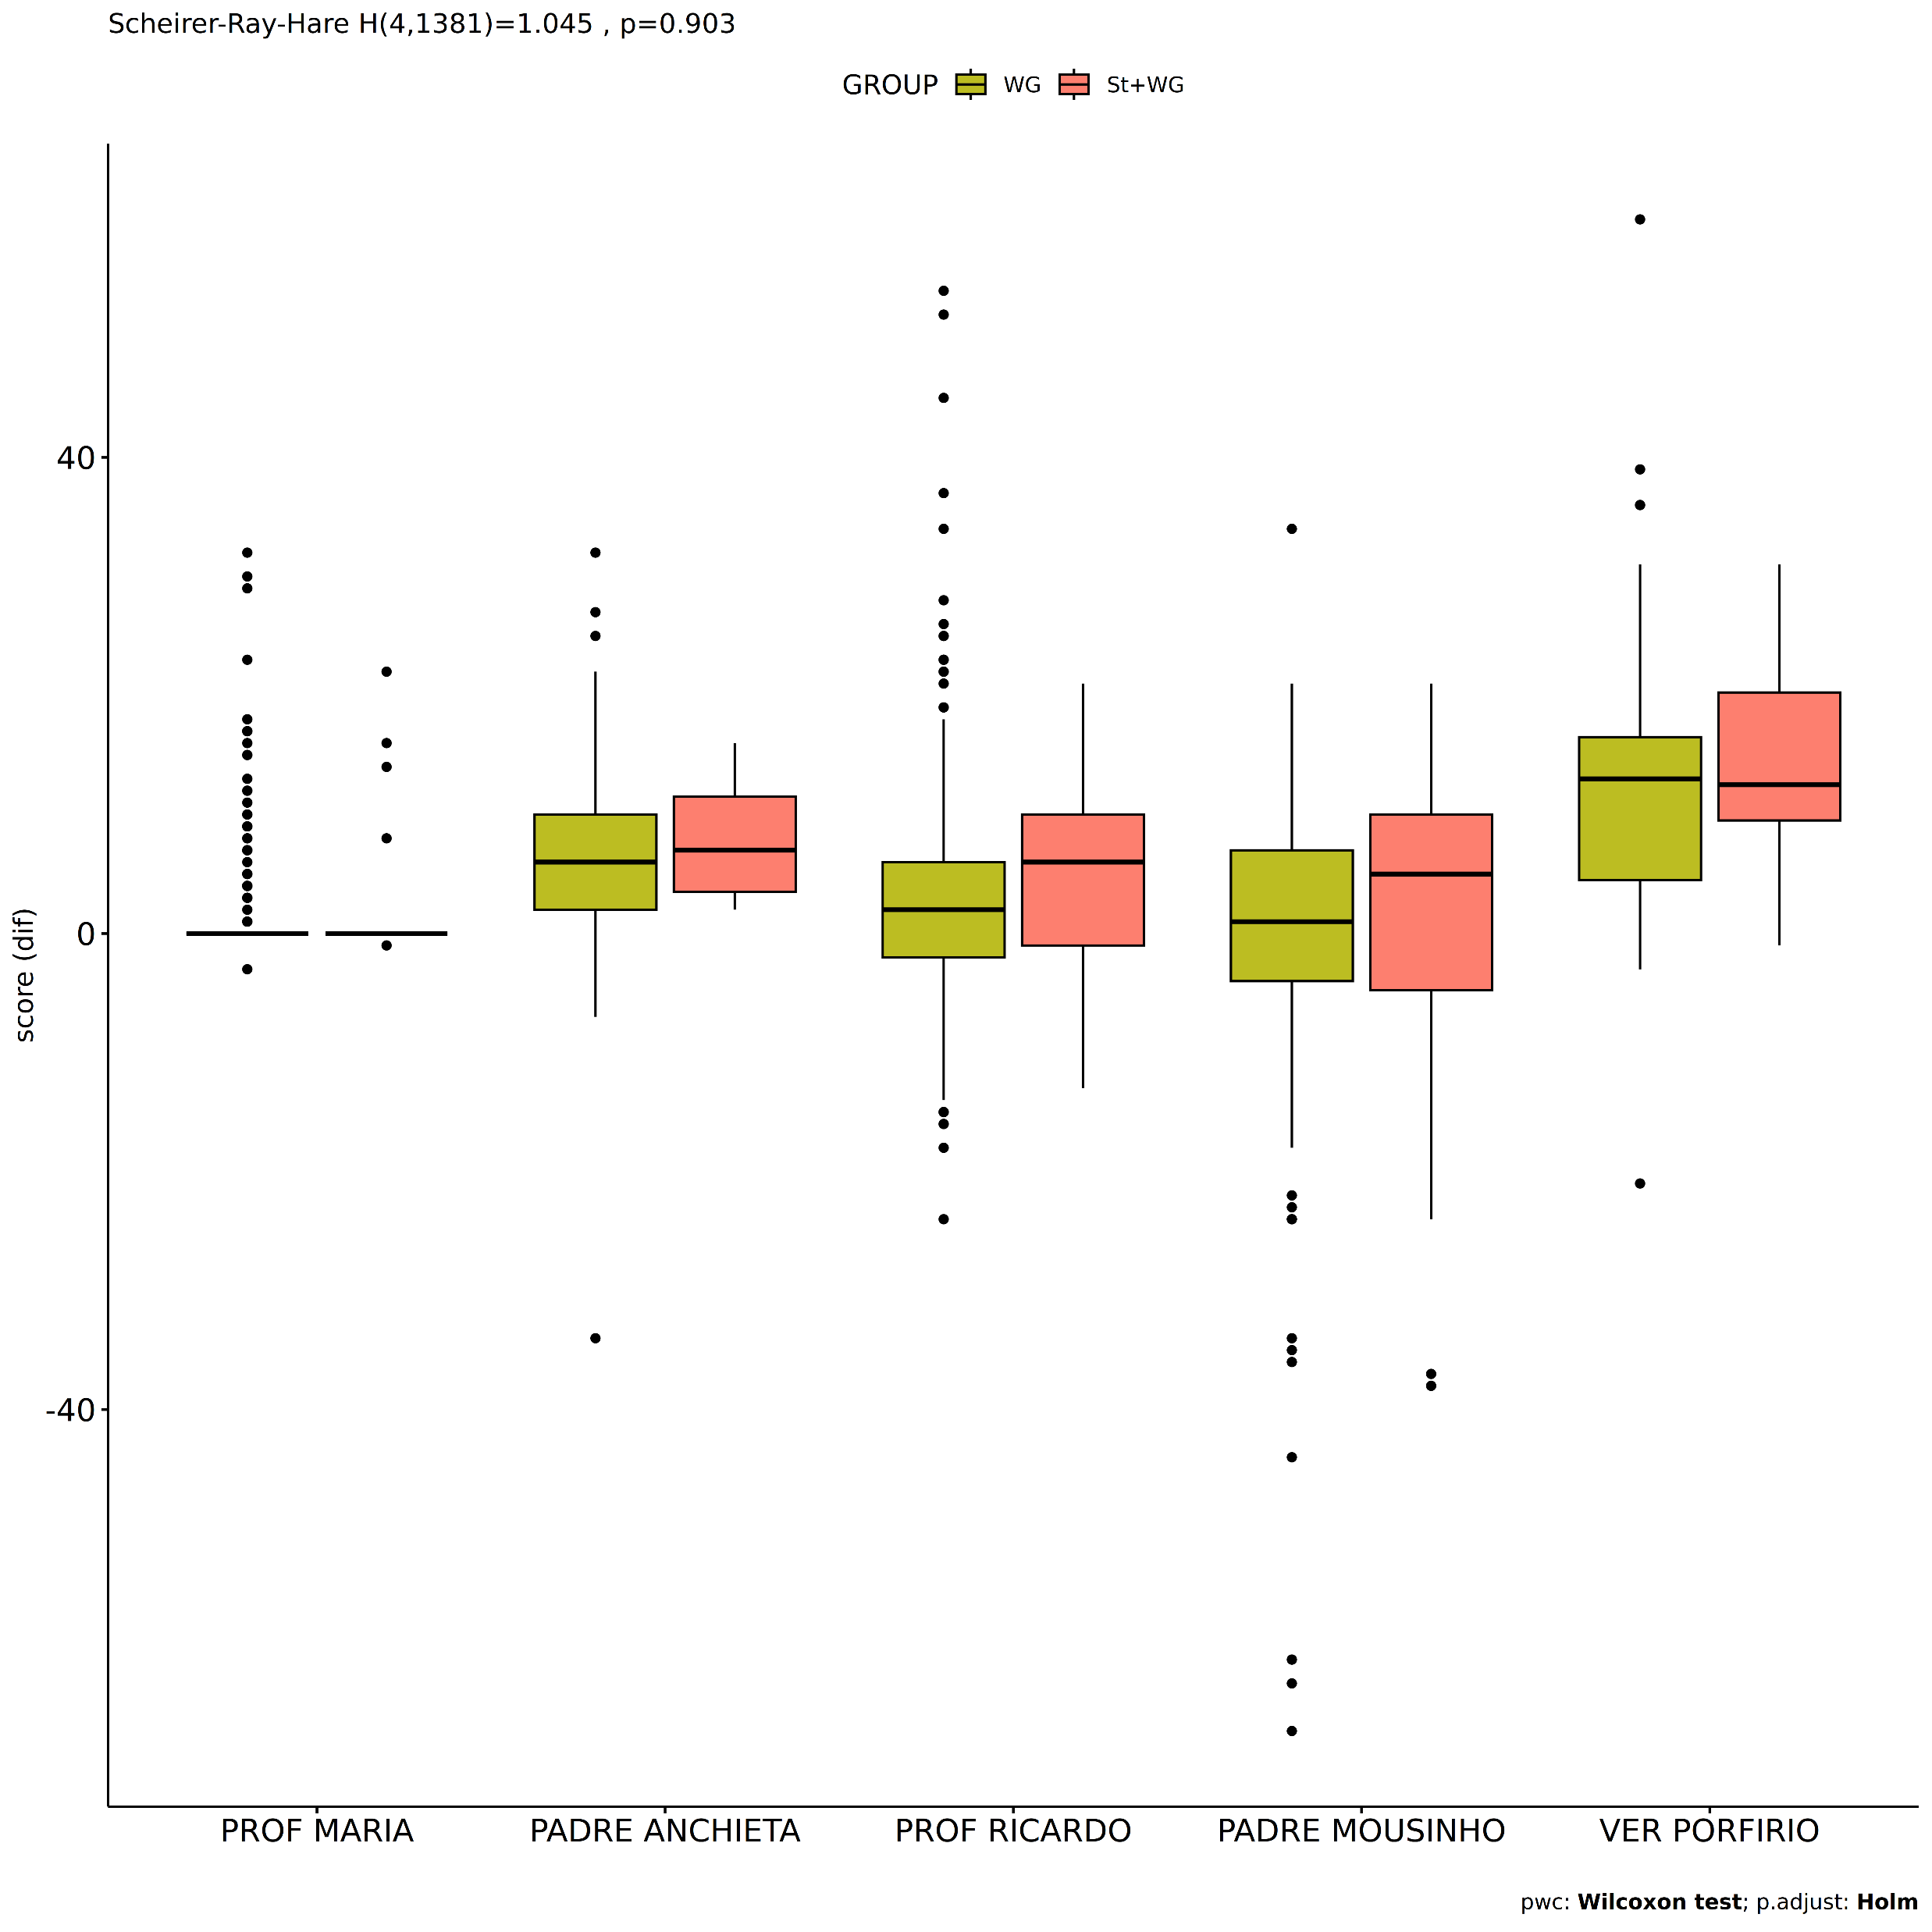 Scheirer-Ray-Hare H(4,1381)=1.045 , p=0.903
GROUP WG St+WG
score (dif)
40
0
-40
PROF MARIA PADRE ANCHIETA PROF RICARDO PADRE MOUSINHO VER PORFIRIO
pwc: Wilcoxon test; p.adjust: Holm